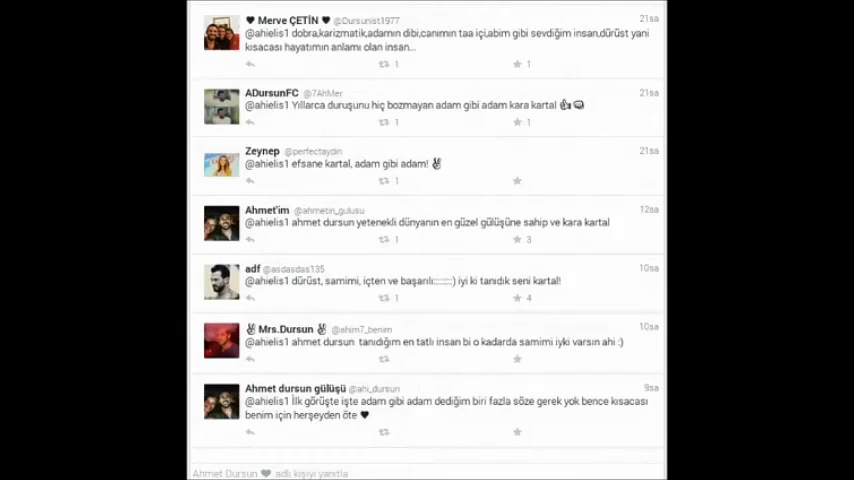 ♥ Merve ÇETİN ♥ @Dursunist1977 21sa
@ahielis1 dobra,karizmatik,adamın dibi,canımın taa içi,abim gibi sevdiğim insan,dürüst yani
kısacası hayatımın anlamı olan insan...
1 1
ADursunFC @7AhMer 21sa
@ahielis1 Yıllarca duruşunu hiç bozmayan adam gibi adam kara kartal
1 1
Zeynep @perfectaydin 21sa
@ahielis1 efsane kartal, adam gibi adam! ✌
1
Ahmet'im @ahmetin_gulusu 12sa
@ahielis1 ahmet dursun yetenekli dünyanın en güzel gülüşüne sahip ve kara kartal
1 3
adf @asdasdas135 10sa
@ahielis1 dürüst, samimi, içten ve başarılı::::::::) iyi ki tanıdık seni kartal!
1 4
✌ Mrs.Dursun ✌ @ahim7_benim 10sa
@ahielis1 ahmet dursun tanıdığım en tatlı insan bi o kadarda samimi iyki varsın ahi :)
Ahmet dursun gülüşü @ahi_dursun 9sa
@ahielis1 İlk görüşte işte adam gibi adam dediğim biri fazla söze gerek yok bence kısacası
benim için herşeyden öte ♥
Ahmet Dursun ♥ adlı kişiyi yanıtla